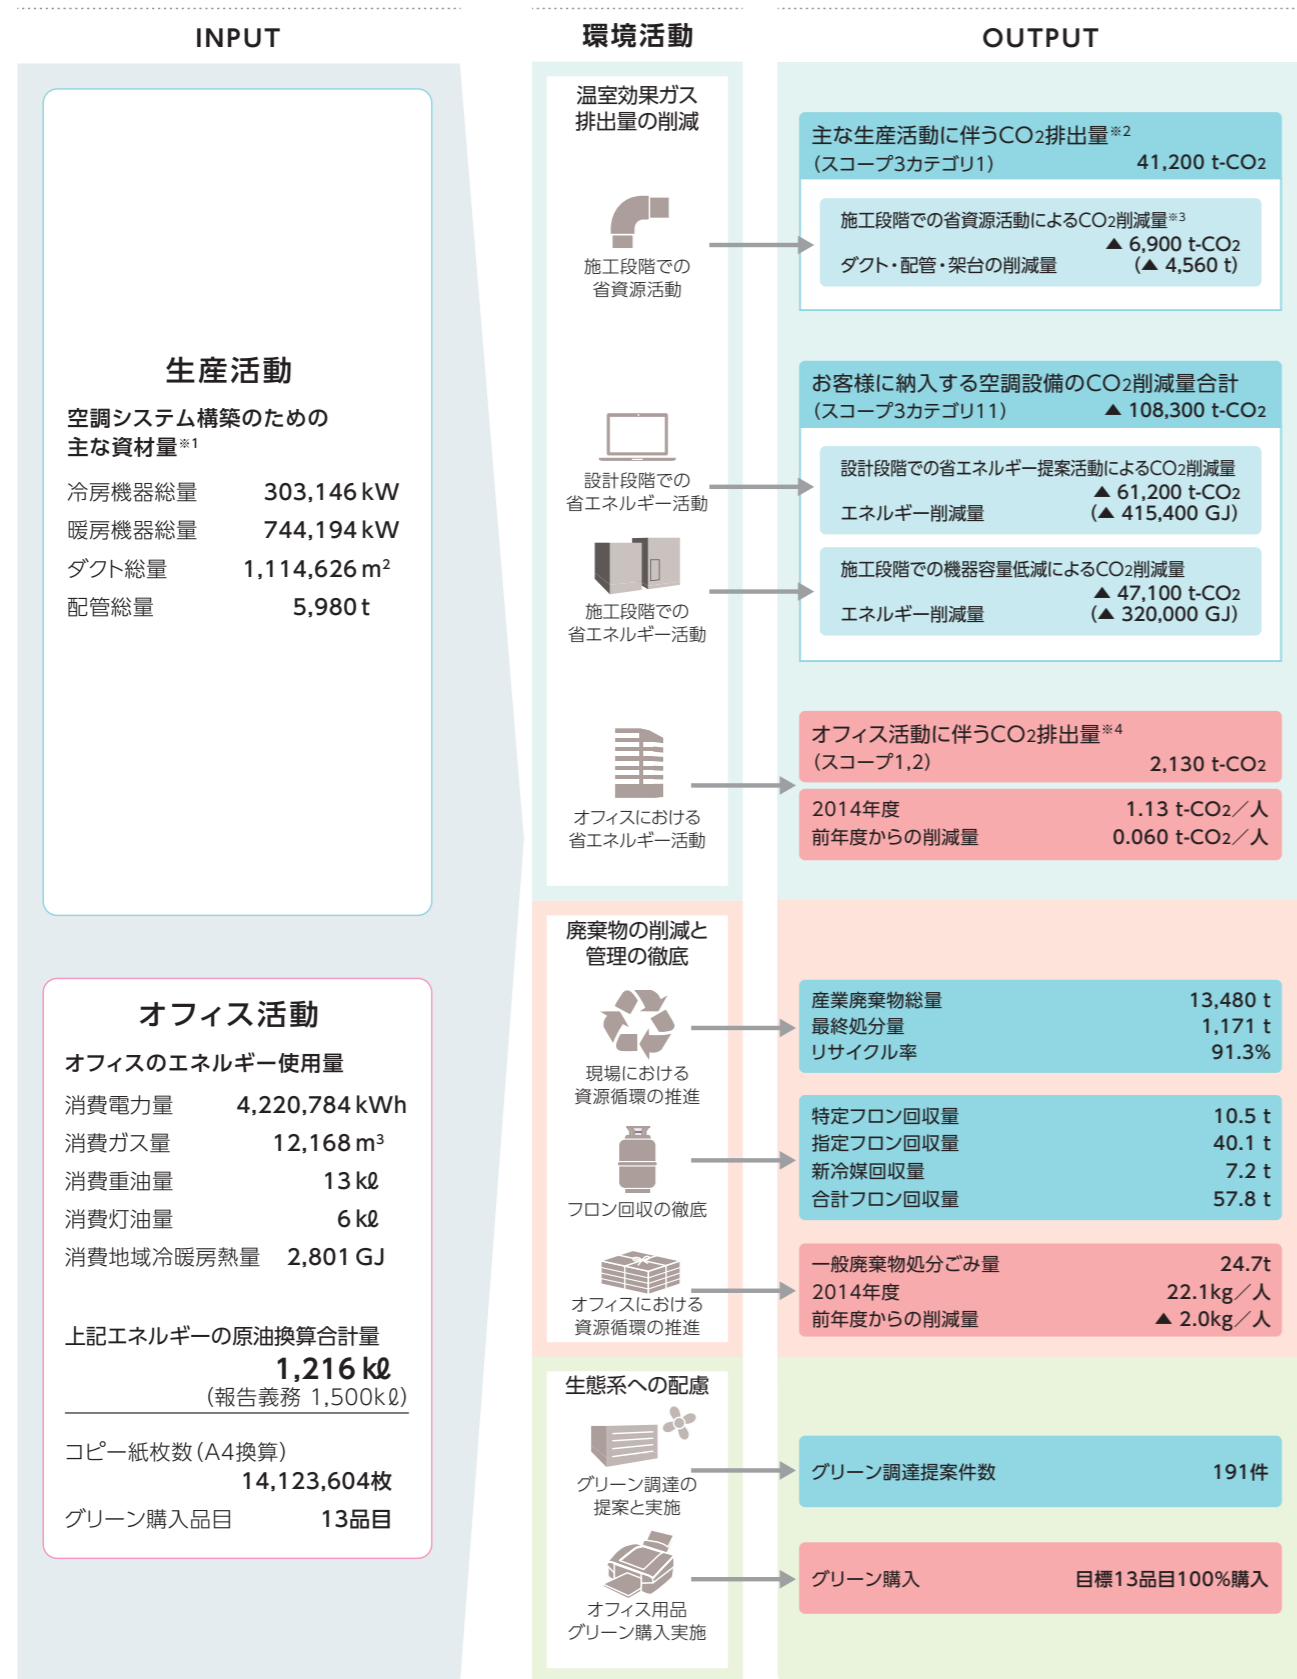 INPUT
生産活動
空調システム構築のための
主な資材量※1
冷房機器総量 303,146 kW
暖房機器総量 744,194 kW
ダクト総量 1,114,626 m²
配管総量 5,980 t
オフィス活動
オフィスのエネルギー使用量
消費電力量 4,220,784 kWh
消費ガス量 12,168 m³
消費重油量 13 kℓ
消費灯油量 6 kℓ
消費地域冷暖房熱量 2,801 GJ
上記エネルギーの原油換算合計量
1,216 kℓ
(報告義務 1,500kℓ)
コピー紙枚数(A4換算)
14,123,604枚
グリーン購入品目 13品目
環境活動
温室効果ガス
排出量の削減
施工段階での
省資源活動
設計段階での
省エネルギー活動
施工段階での
省エネルギー活動
オフィスにおける
省エネルギー活動
廃棄物の削減と
管理の徹底
現場における
資源循環の推進
フロン回収の徹底
オフィスにおける
資源循環の推進
生態系への配慮
グリーン調達の
提案と実施
オフィス用品
グリーン購入実施
OUTPUT
主な生産活動に伴うCO2排出量※2
(スコープ3カテゴリ1) 41,200 t-CO2
施工段階での省資源活動によるCO2削減量※3
▲ 6,900 t-CO2
ダクト・配管・架台の削減量 (▲ 4,560 t)
お客様に納入する空調設備のCO2削減量合計
(スコープ3カテゴリ11) ▲ 108,300 t-CO2
設計段階での省エネルギー提案活動によるCO2削減量
▲ 61,200 t-CO2
エネルギー削減量 (▲ 415,400 GJ)
施工段階での機器容量低減によるCO2削減量
▲ 47,100 t-CO2
エネルギー削減量 (▲ 320,000 GJ)
オフィス活動に伴うCO2排出量※4
(スコープ1,2) 2,130 t-CO2
2014年度 1.13 t-CO2／人
前年度からの削減量 0.060 t-CO2／人
産業廃棄物総量 13,480 t
最終処分量 1,171 t
リサイクル率 91.3%
特定フロン回収量 10.5 t
指定フロン回収量 40.1 t
新冷媒回収量 7.2 t
合計フロン回収量 57.8 t
一般廃棄物処分ごみ量 24.7t
2014年度 22.1kg／人
前年度からの削減量 ▲ 2.0kg／人
グリーン調達提案件数 191件
グリーン購入 目標13品目100%購入